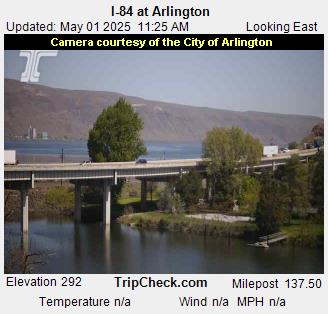 I-84 at Arlington
Updated: May 01 2025 11:25 AM Looking East
Camera courtesy of the City of Arlington
Elevation 292 TripCheck.com Milepost 137.50
Temperature n/a Wind n/a MPH n/a